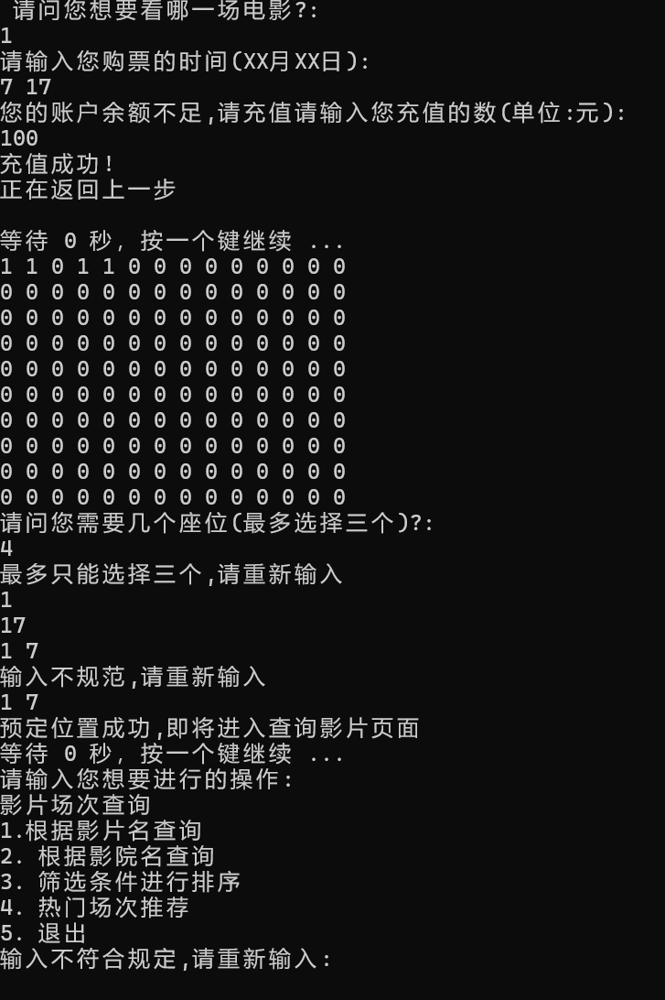 请问您想要看哪一场电影?:
1
请输入您购票的时间(XX月XX日):
7 17
您的账户余额不足,请充值请输入您充值的数(单位:元):
100
充值成功!
正在返回上一步
等待 0 秒, 按一个键继续 ...
1 1 0 1 1 0 0 0 0 0 0 0 0 0
0 0 0 0 0 0 0 0 0 0 0 0 0 0
0 0 0 0 0 0 0 0 0 0 0 0 0 0
0 0 0 0 0 0 0 0 0 0 0 0 0 0
0 0 0 0 0 0 0 0 0 0 0 0 0 0
0 0 0 0 0 0 0 0 0 0 0 0 0 0
0 0 0 0 0 0 0 0 0 0 0 0 0 0
0 0 0 0 0 0 0 0 0 0 0 0 0 0
0 0 0 0 0 0 0 0 0 0 0 0 0 0
0 0 0 0 0 0 0 0 0 0 0 0 0 0
请问您需要几个座位(最多选择三个)?:
4
最多只能选择三个,请重新输入
1
17
1 7
输入不规范,请重新输入
1 7
预定位置成功,即将进入查询影片页面
等待 0 秒, 按一个键继续 ...
请输入您想要进行的操作:
影片场次查询
1.根据影片名查询
2. 根据影院名查询
3. 筛选条件进行排序
4. 热门场次推荐
5. 退出
输入不符合规定,请重新输入: